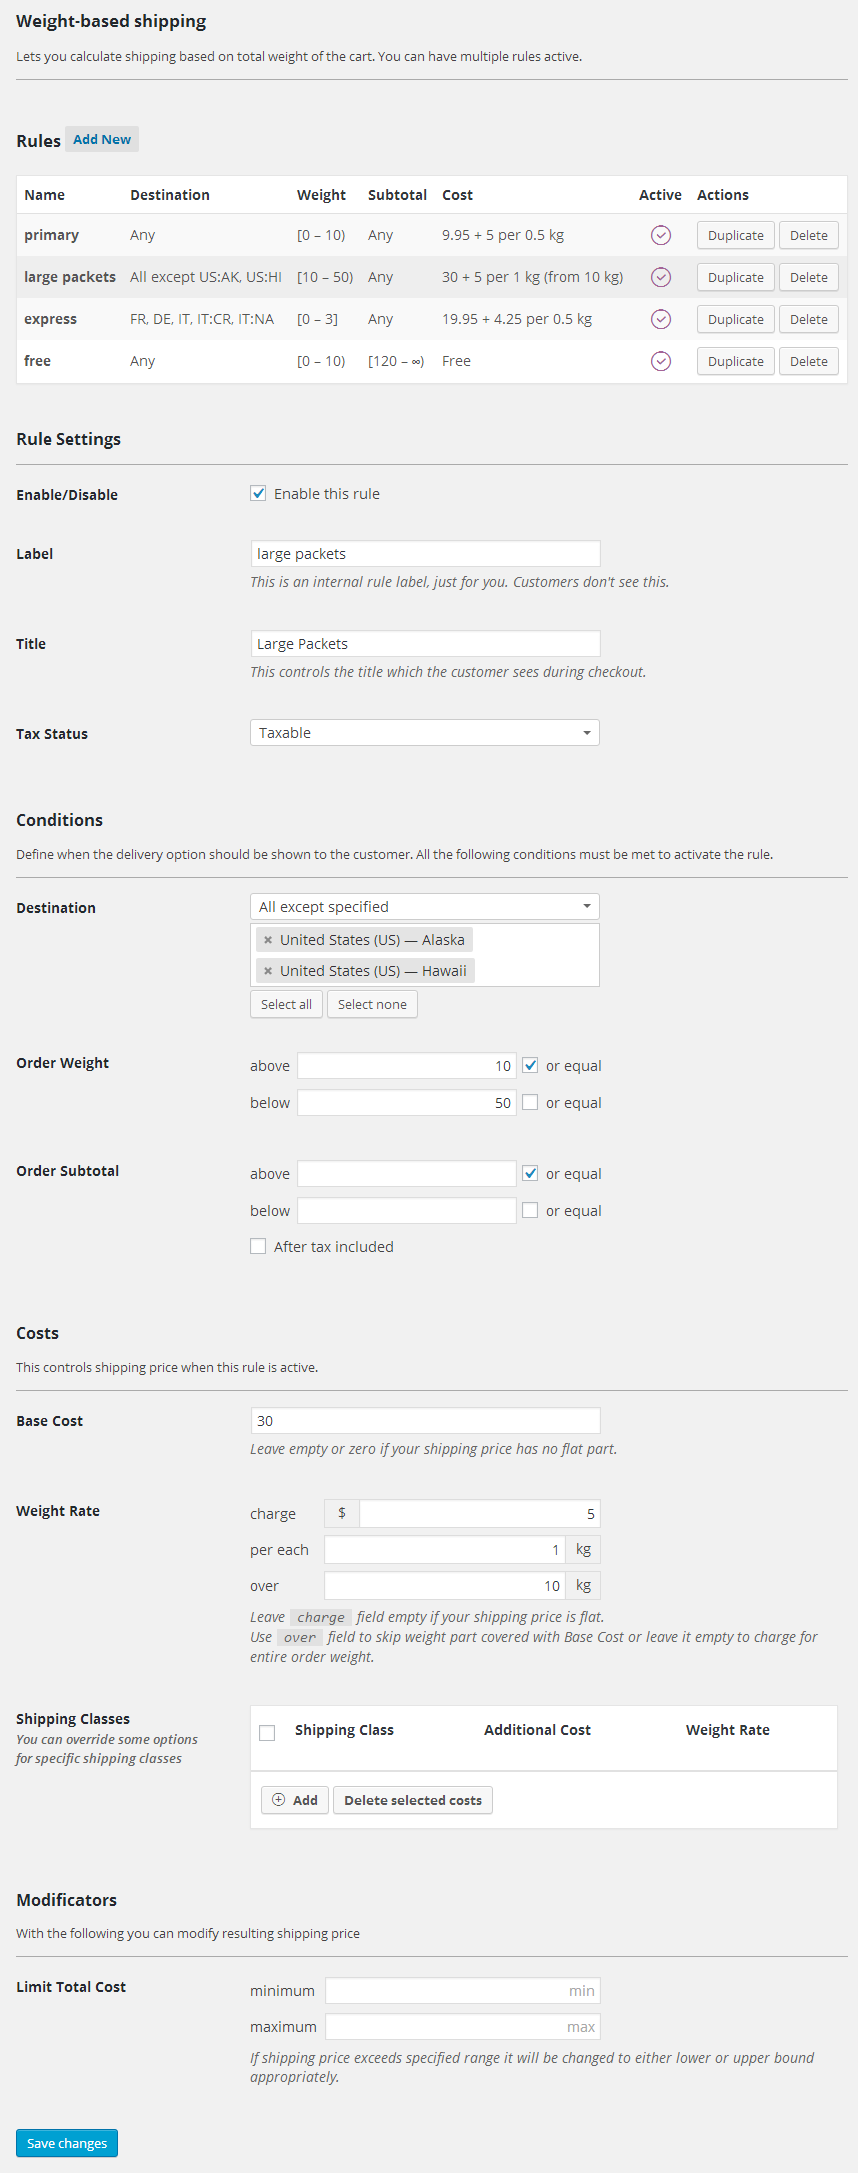 Weight-based shipping
Lets you calculate shipping based on total weight of the cart. You can have multiple rules active.
Rules Add New
Name Destination Weight Subtotal Cost Active Actions
primary Any [0 – 10) Any 9.95 + 5 per 0.5 kg Duplicate Delete
large packets All except US:AK, US:HI [10 – 50) Any 30 + 5 per 1 kg (from 10 kg) Duplicate Delete
express FR, DE, IT, IT:CR, IT:NA [0 – 3] Any 19.95 + 4.25 per 0.5 kg Duplicate Delete
free Any [0 – 10) [120 – ∞) Free Duplicate Delete
Rule Settings
Enable/Disable Enable this rule
Label large packets
This is an internal rule label, just for you. Customers don't see this.
Title Large Packets
This controls the title which the customer sees during checkout.
Tax Status Taxable
Conditions
Define when the delivery option should be shown to the customer. All the following conditions must be met to activate the rule.
Destination All except specified
× United States (US) — Alaska
× United States (US) — Hawaii
Select all Select none
Order Weight above 10 or equal
below 50 or equal
Order Subtotal above or equal
below or equal
After tax included
Costs
This controls shipping price when this rule is active.
Base Cost 30
Leave empty or zero if your shipping price has no flat part.
Weight Rate charge $ 5
per each 1 kg
over 10 kg
Leave charge field empty if your shipping price is flat.
Use over field to skip weight part covered with Base Cost or leave it empty to charge for
entire order weight.
Shipping Classes
You can override some options
for specific shipping classes
Shipping Class Additional Cost Weight Rate
Add Delete selected costs
Modificators
With the following you can modify resulting shipping price
Limit Total Cost minimum min
maximum max
If shipping price exceeds specified range it will be changed to either lower or upper bound
appropriately.
Save changes